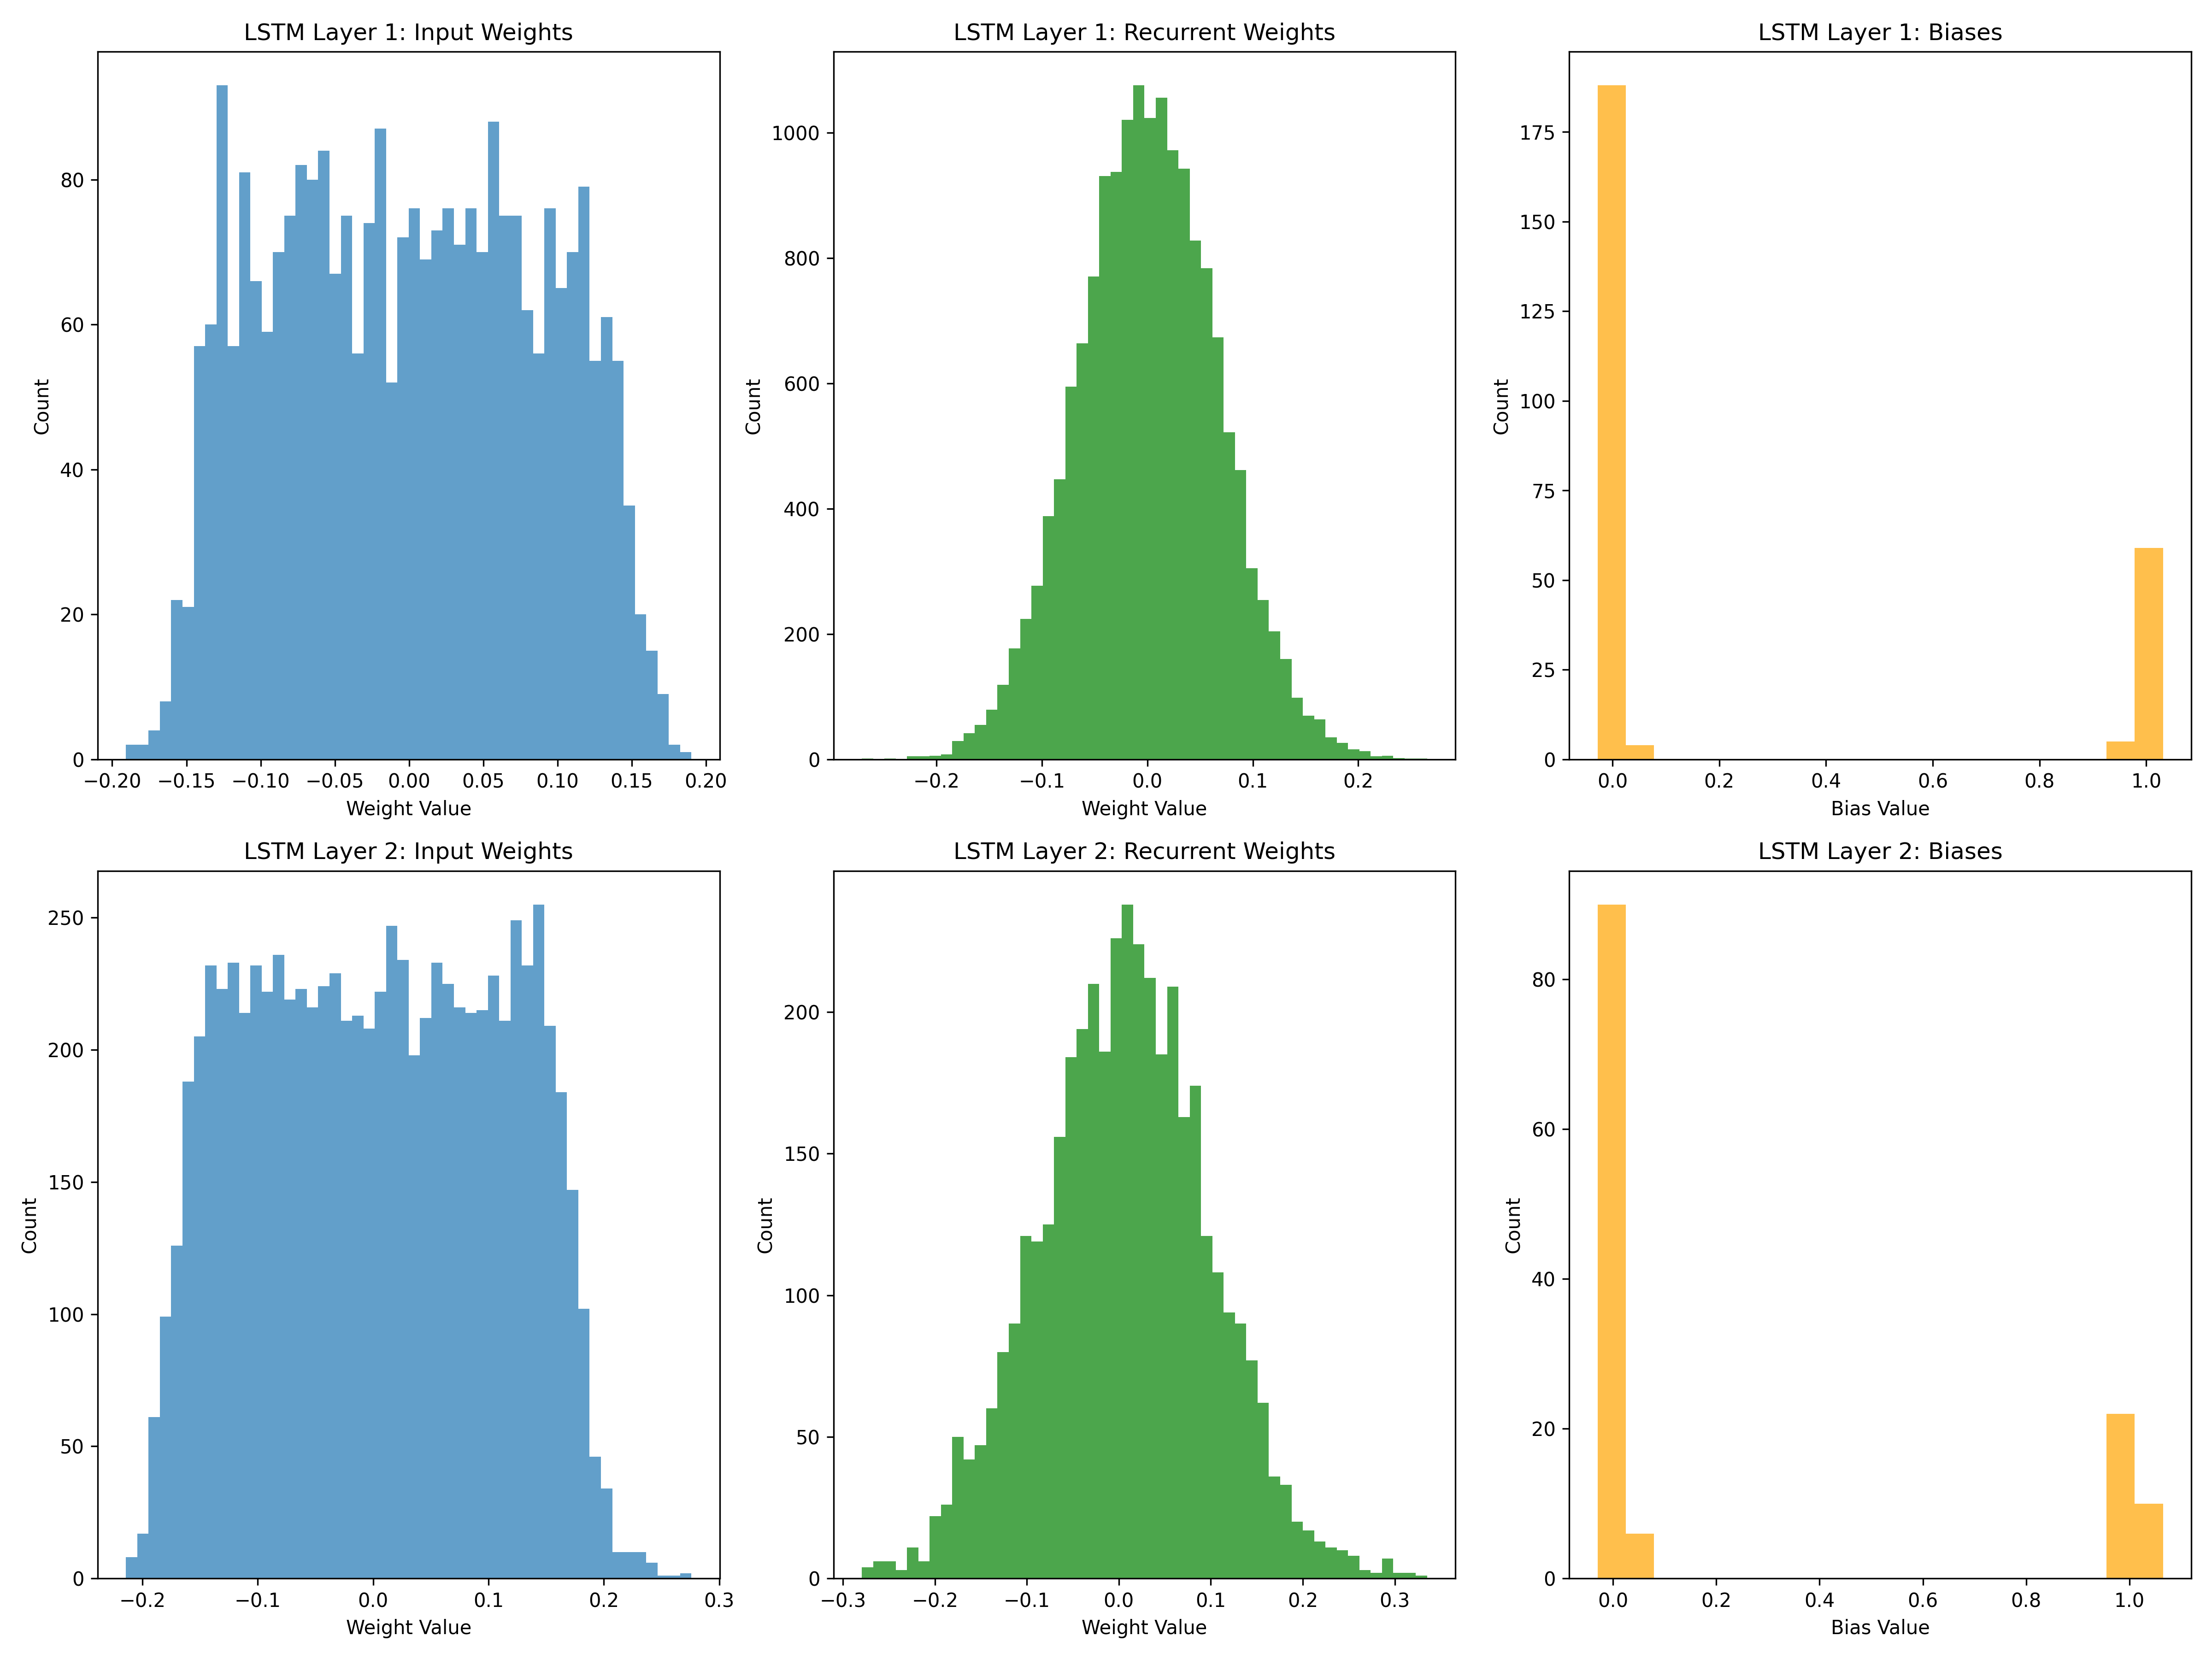 LSTM Layer 1: Input Weights
Count
80
60
40
20
0
−0.20 −0.15 −0.10 −0.05 0.00 0.05 0.10 0.15 0.20
Weight Value
LSTM Layer 1: Recurrent Weights
Count
1000
800
600
400
200
0
−0.2 −0.1 0.0 0.1 0.2
Weight Value
LSTM Layer 1: Biases
Count
175
150
125
100
75
50
25
0
0.0 0.2 0.4 0.6 0.8 1.0
Bias Value
LSTM Layer 2: Input Weights
Count
250
200
150
100
50
0
−0.2 −0.1 0.0 0.1 0.2 0.3
Weight Value
LSTM Layer 2: Recurrent Weights
Count
200
150
100
50
0
−0.3 −0.2 −0.1 0.0 0.1 0.2 0.3
Weight Value
LSTM Layer 2: Biases
Count
80
60
40
20
0
0.0 0.2 0.4 0.6 0.8 1.0
Bias Value